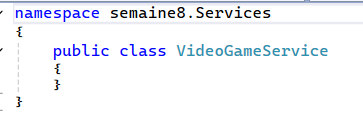 namespace semaine8.Services
{
    public class VideoGameService
    {
    }
}